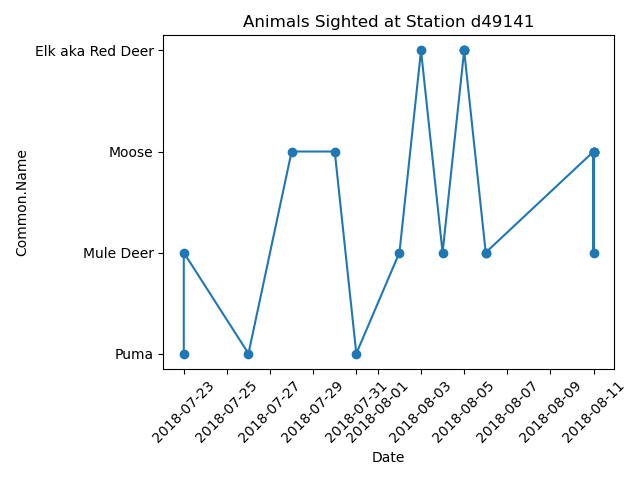 Animals Sighted at Station d49141
Common.Name
Elk aka Red Deer
Moose
Mule Deer
Puma
2018-07-23
2018-07-25
2018-07-27
2018-07-29
2018-07-31
2018-08-01
2018-08-03
2018-08-05
2018-08-07
2018-08-09
2018-08-11
Date